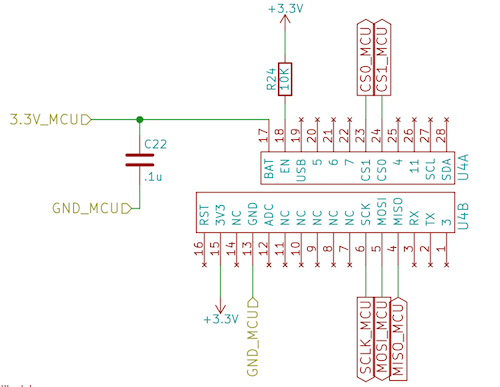 +3.3V
R24
10K
CS0_MCU
CS1_MCU
3.3V_MCU
C22
.1u
GND_MCU
17 18 19 20 21 22 23 24 25 26 27 28
BAT EN USB 5 6 7 CS1 CS0 4 11 SCL SDA
U4A
RST 3V3 NC GND ADC NC NC NC NC NC SCK MOSI MISO RX TX 3
U4B
16 15 14 13 12 11 10 9 8 7 6 5 4 3 2 1
+3.3V
GND_MCU
SCLK_MCU
MOSI_MCU
MISO_MCU